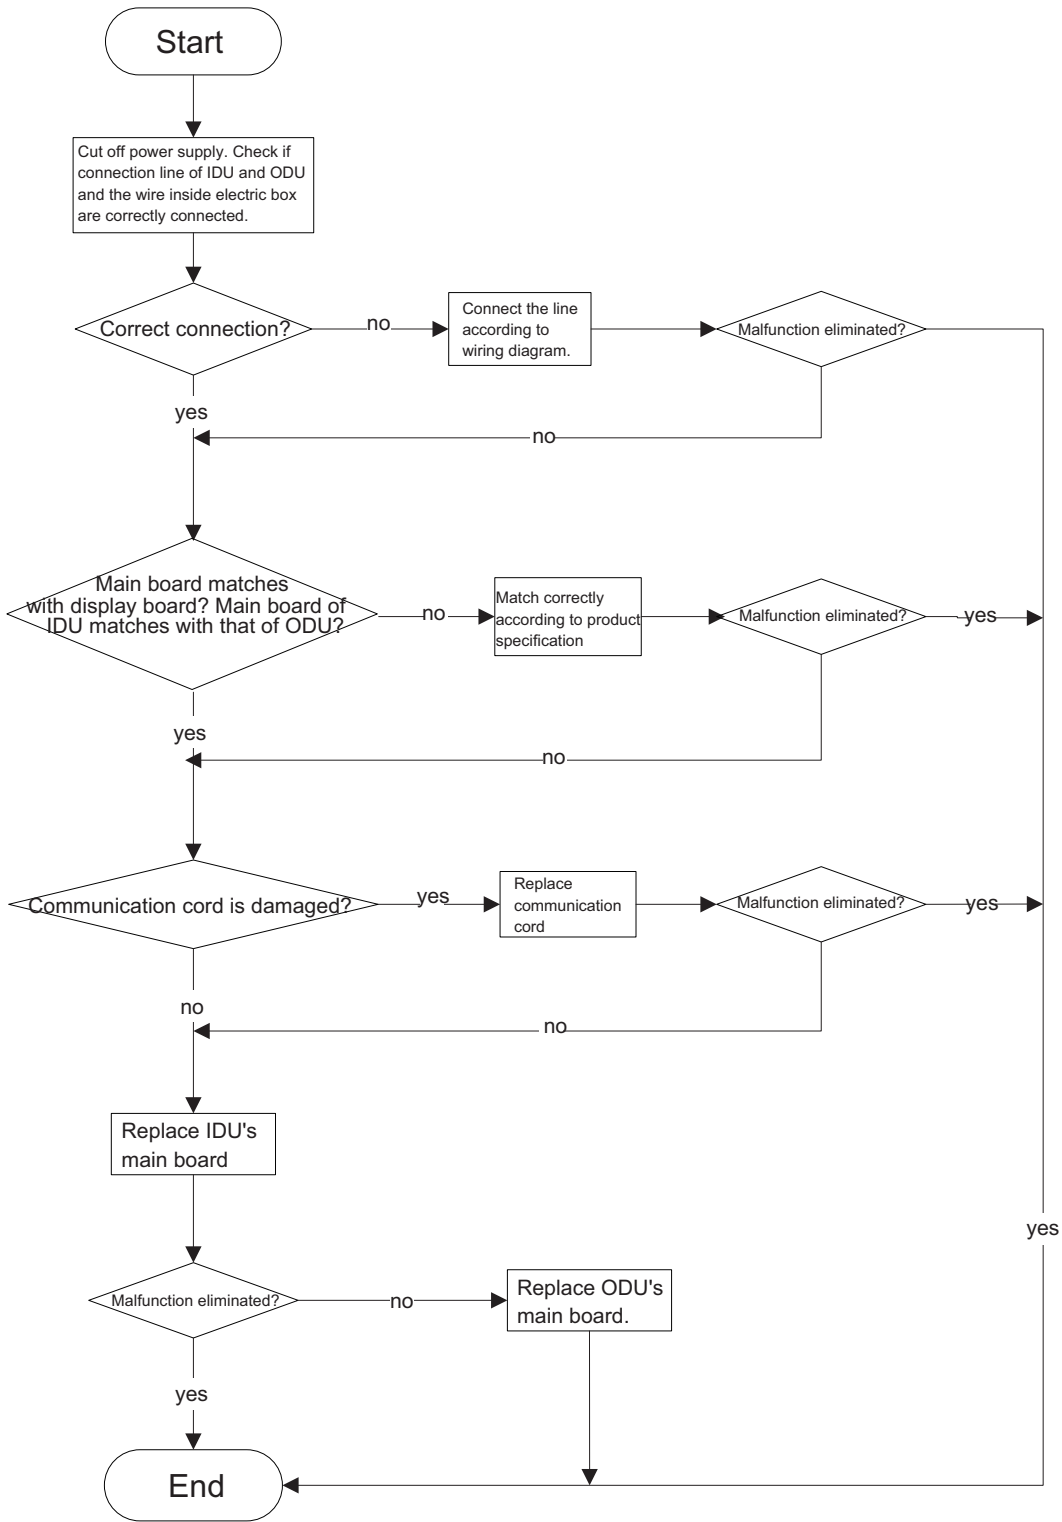 Start
Cut off power supply. Check if
connection line of IDU and ODU
and the wire inside electric box
are correctly connected.
Correct connection?
no
Connect the line
according to
wiring diagram.
Malfunction eliminated?
yes
no
Main board matches
with display board? Main board of
IDU matches with that of ODU?
no
Match correctly
according to product
specification
Malfunction eliminated?
yes
yes
no
Communication cord is damaged?
yes
Replace
communication
cord
Malfunction eliminated?
yes
no
no
Replace IDU's
main board
yes
Malfunction eliminated?
no
Replace ODU's
main board.
yes
End